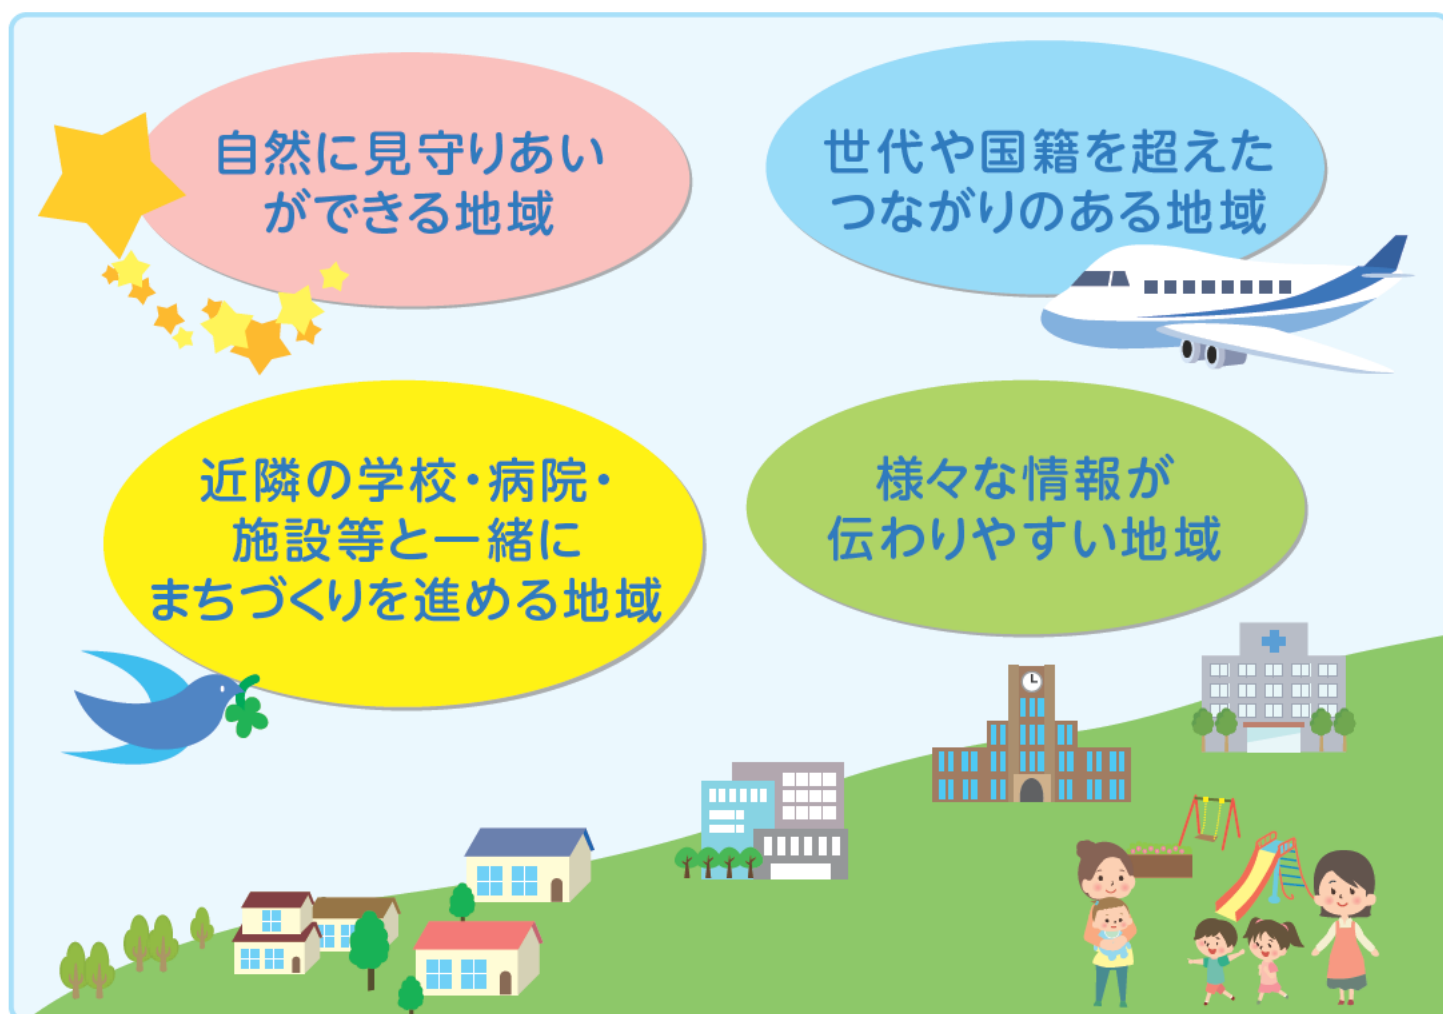 自然に見守りあい
ができる地域
世代や国籍を超えた
つながりのある地域
近隣の学校・病院・
施設等と一緒に
まちづくりを進める地域
様々な情報が
伝わりやすい地域